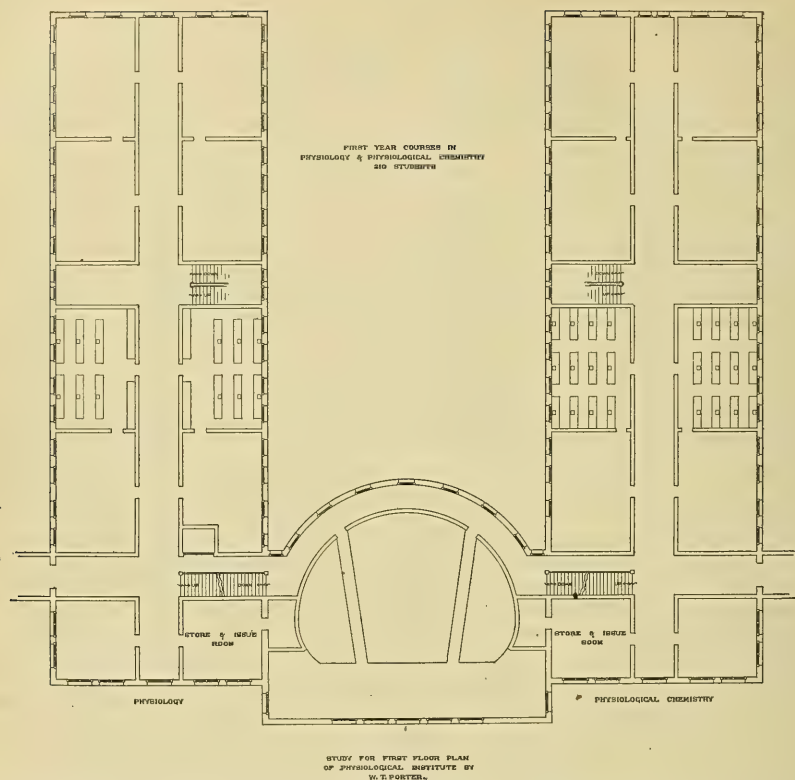 FIRST YEAR COURSES IN
PHYSIOLOGY & PHYSIOLOGICAL CHEMISTRY
210 STUDENTS
STORE & ISSUE
ROOM
STORE & ISSUE
ROOM
PHYSIOLOGY
PHYSIOLOGICAL CHEMISTRY
STUDY FOR FIRST FLOOR PLAN
OF PHYSIOLOGICAL INSTITUTE BY
W. T. PORTER.